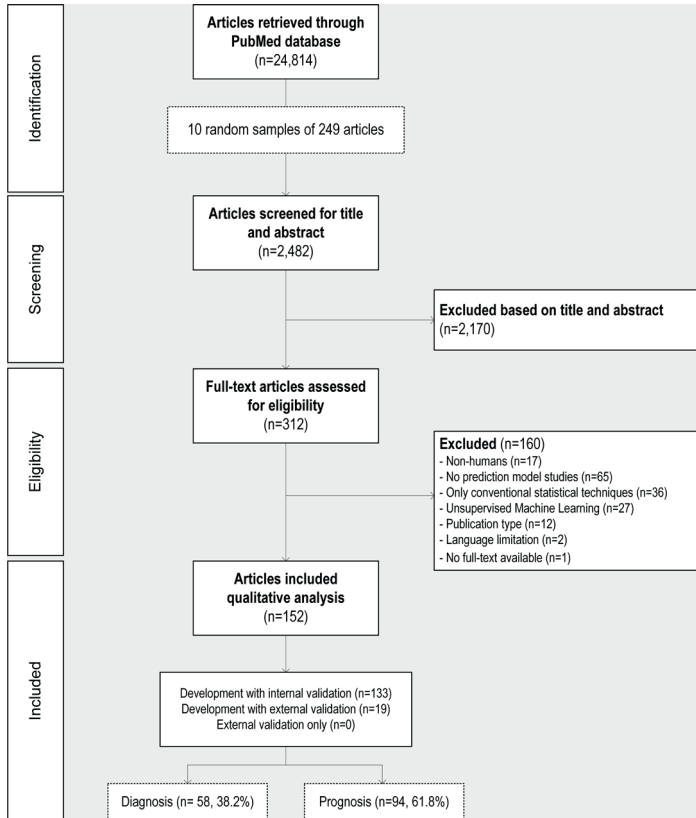 Identification
Articles retrieved through
PubMed database
(n=24,814)
10 random samples of 249 articles
Screening
Articles screened for title
and abstract
(n=2,482)
Excluded based on title and abstract
(n=2,170)
Eligibility
Full-text articles assessed
for eligibility
(n=312)
Excluded (n=160)
- Non-humans (n=17)
- No prediction model studies (n=65)
- Only conventional statistical techniques (n=36)
- Unsupervised Machine Learning (n=27)
- Publication type (n=12)
- Language limitation (n=2)
- No full-text available (n=1)
Included
Articles included
qualitative analysis
(n=152)
Development with internal validation (n=133)
Development with external validation (n=19)
External validation only (n=0)
Diagnosis (n= 58, 38.2%)
Prognosis (n=94, 61.8%)